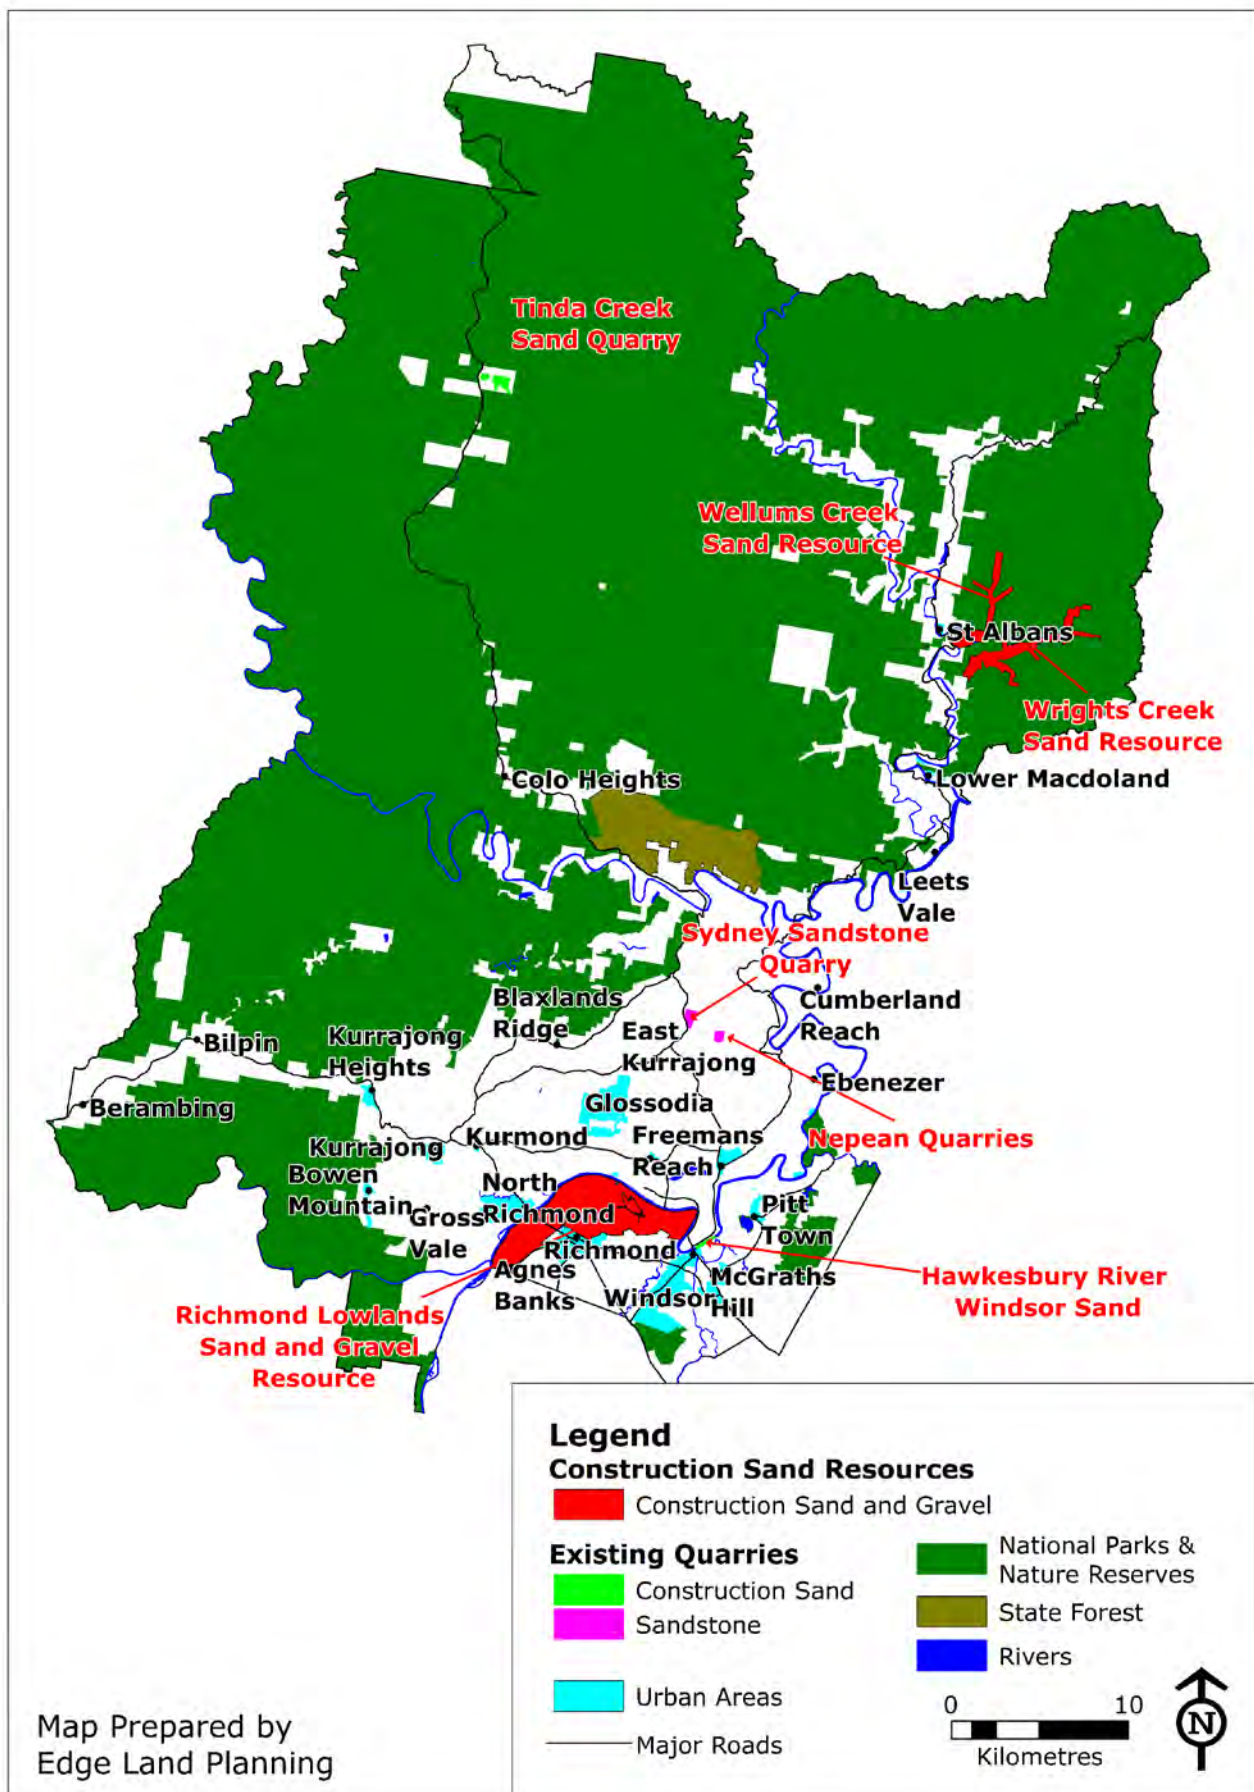 Tinda Creek
Sand Quarry
Wellums Creek
Sand Resource
St Albans
Wrights Creek
Sand Resource
Colo Heights
Lower Macdoland
Leets
Vale
Sydney Sandstone
Quarry
Cumberland
Reach
Blaxlands
Ridge
East
Kurrajong
Bilpin
Kurrajong
Heights
Berambing
Ebenezer
Glossodia
Nepean Quarries
Kurmond
Freemans
Reach
Kurrajong
Bowen
Mountain
North
Richmond
Gross
Vale
Pitt
Town
Richmond
Agnes
Banks
Windsor
McGraths
Hill
Hawkesbury River
Windsor Sand
Richmond Lowlands
Sand and Gravel
Resource
Legend
Construction Sand Resources
Construction Sand and Gravel
Existing Quarries
Construction Sand
Sandstone
Urban Areas
Major Roads
National Parks &
Nature Reserves
State Forest
Rivers
0 10
Kilometres
N
Map Prepared by
Edge Land Planning